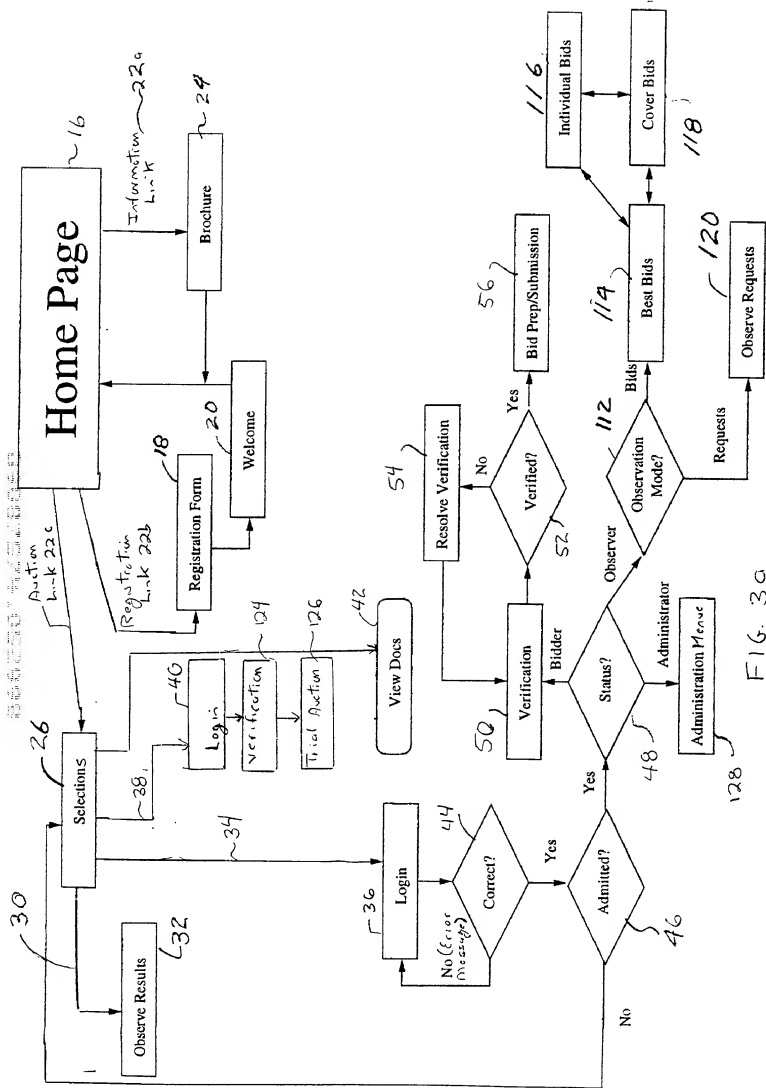 Home Page
16
Information
Link
22a
24
Brochure
Auction
Link 22c
Registration
Link 22b
18
Registration Form
20
Welcome
26
Selections
30
Observe Results
32
34
38
40
Login
124
Verification
126
Trial Auction
42
View Docs
36
Login
44
Correct?
No (Error
Message)
Yes
46
Admitted?
No
Yes
48
Status?
Bidder
Observer
Administrator
Administration Menue
128
50
Verification
52
Verified?
No
Yes
54
Resolve Verification
56
Bid Prep/Submission
112
Observation
Mode?
Bids
Requests
114
Best Bids
116
Individual Bids
Cover Bids
118
120
Observe Requests
FIG. 3a